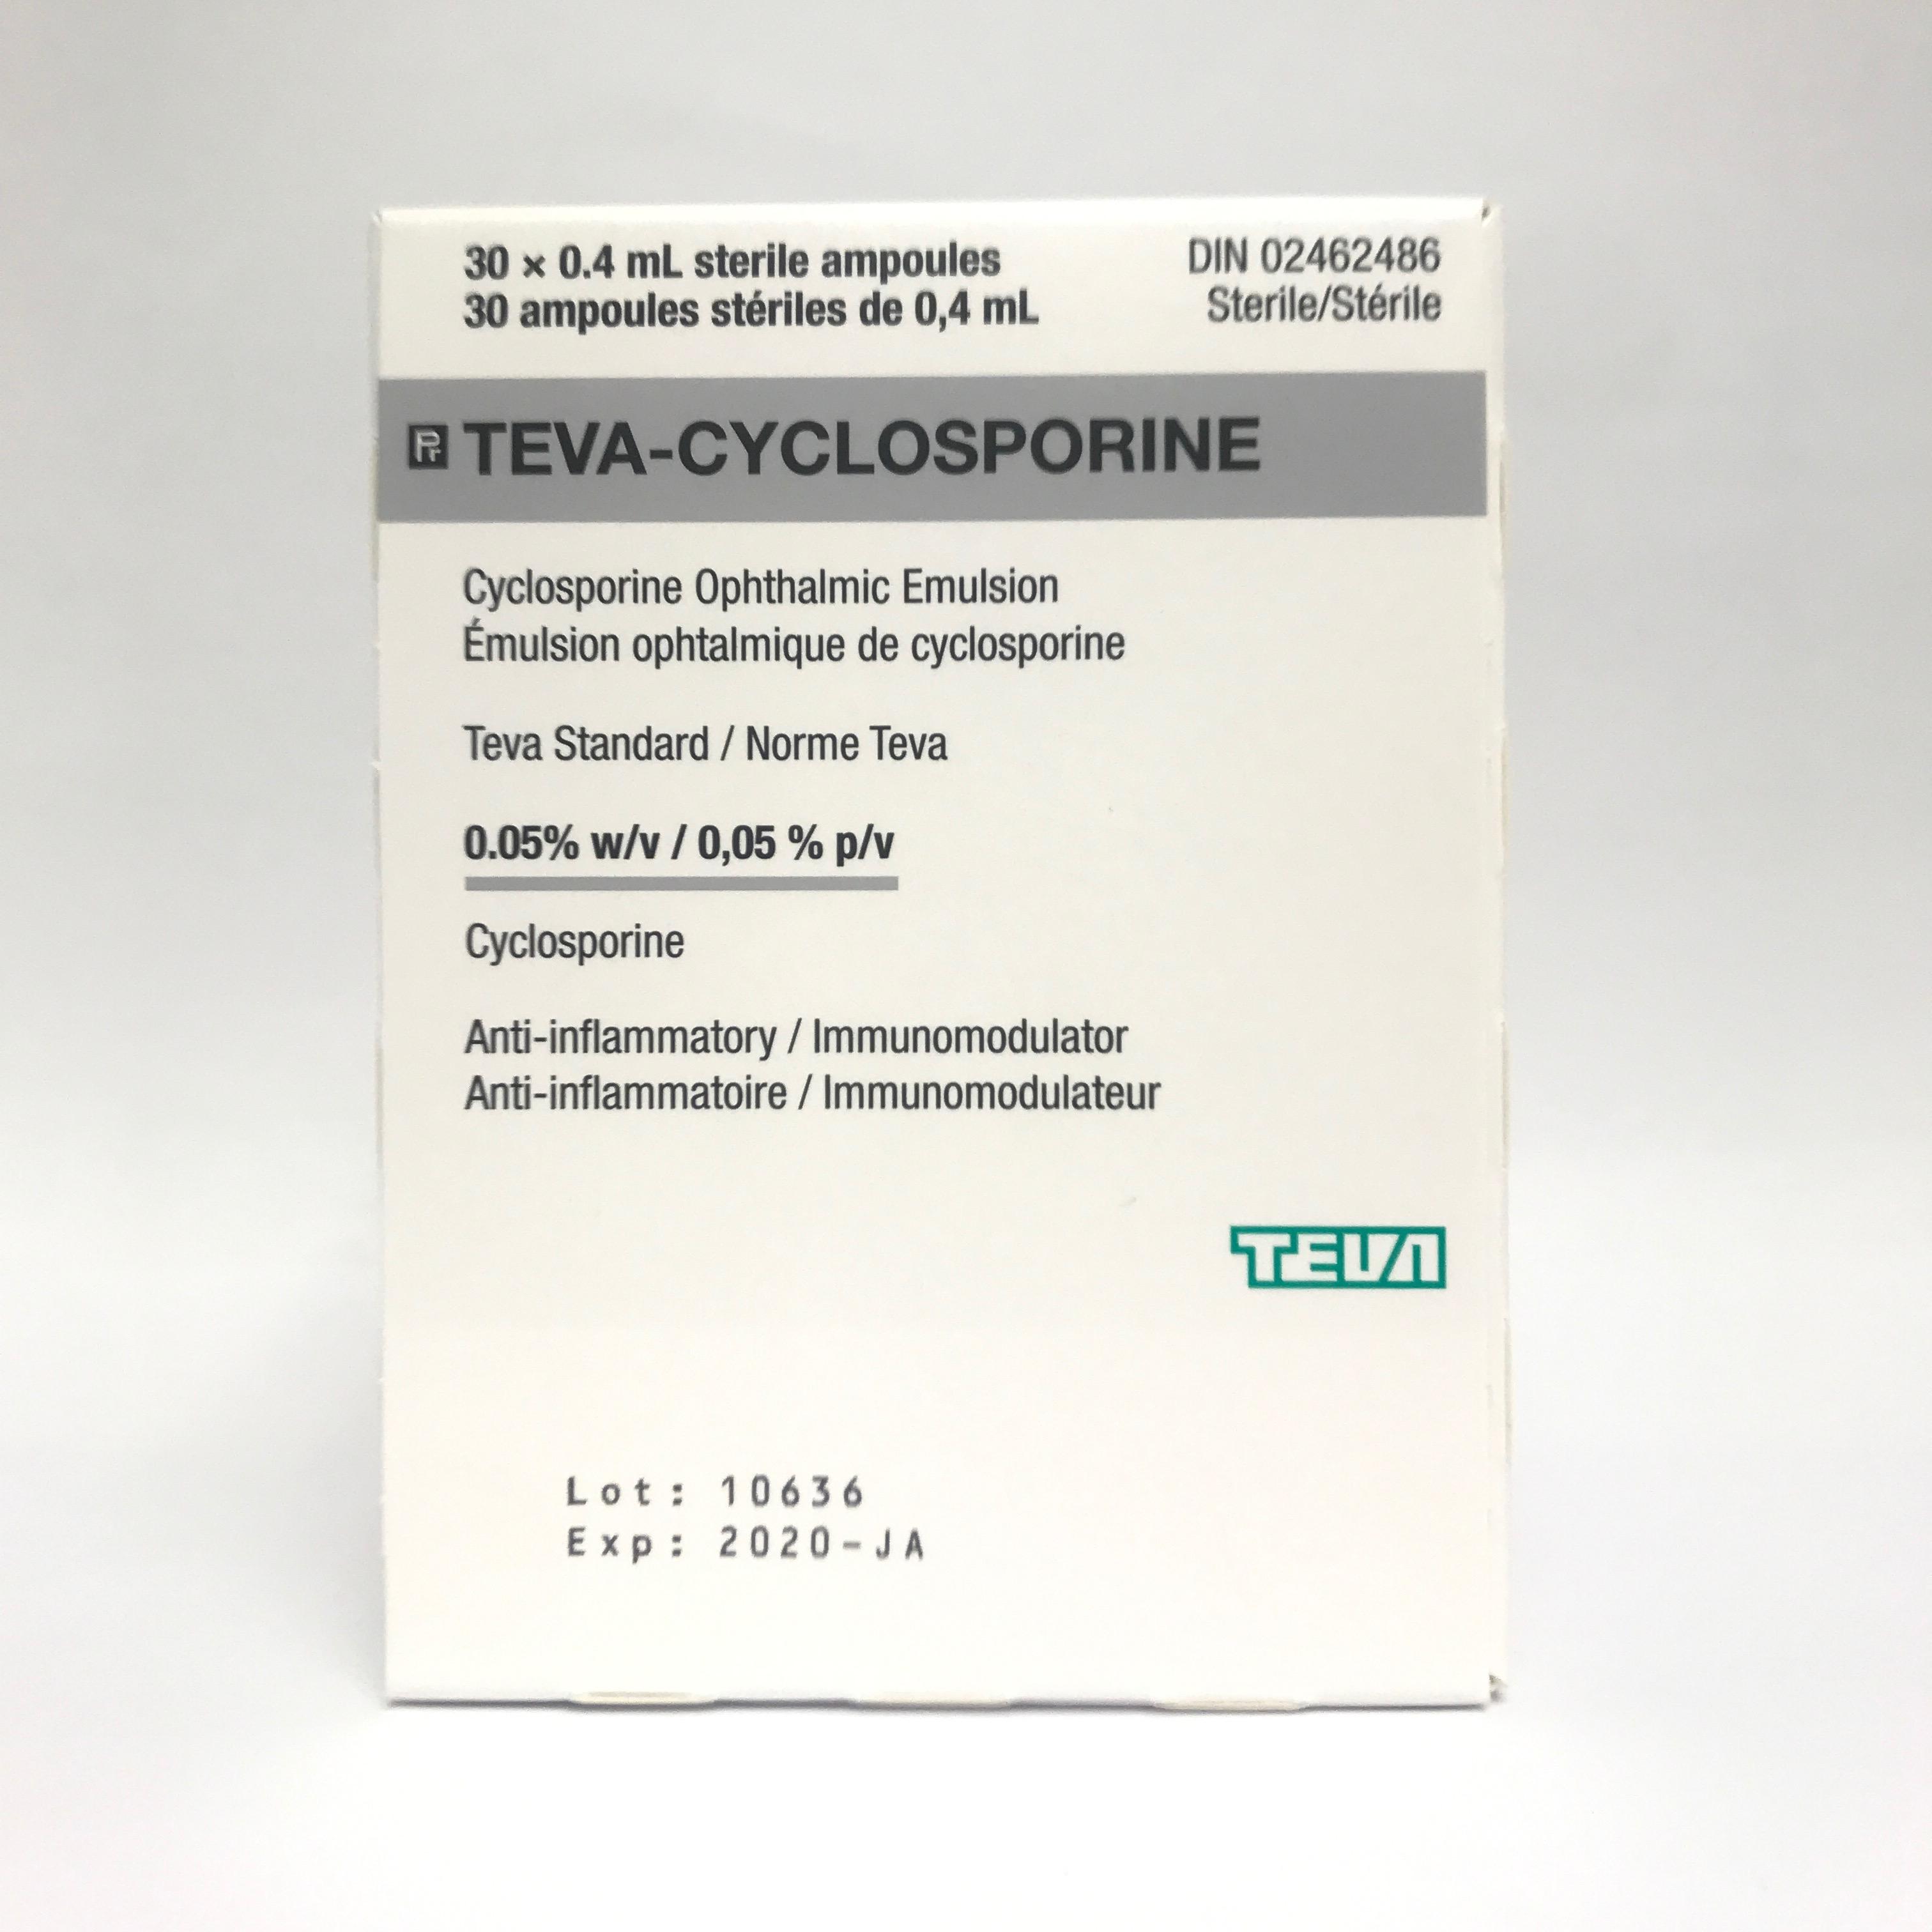 30 × 0.4 mL sterile ampoules
30 ampoules stériles de 0,4 mL
DIN 02462486
Sterile/Stérile
Pr TEVA-CYCLOSPORINE
Cyclosporine Ophthalmic Emulsion
Émulsion ophtalmique de cyclosporine
Teva Standard / Norme Teva
0.05% w/v / 0,05 % p/v
Cyclosporine
Anti-inflammatory / Immunomodulator
Anti-inflammatoire / Immunomodulateur
TEVA
Lot: 10636
Exp: 2020-JA